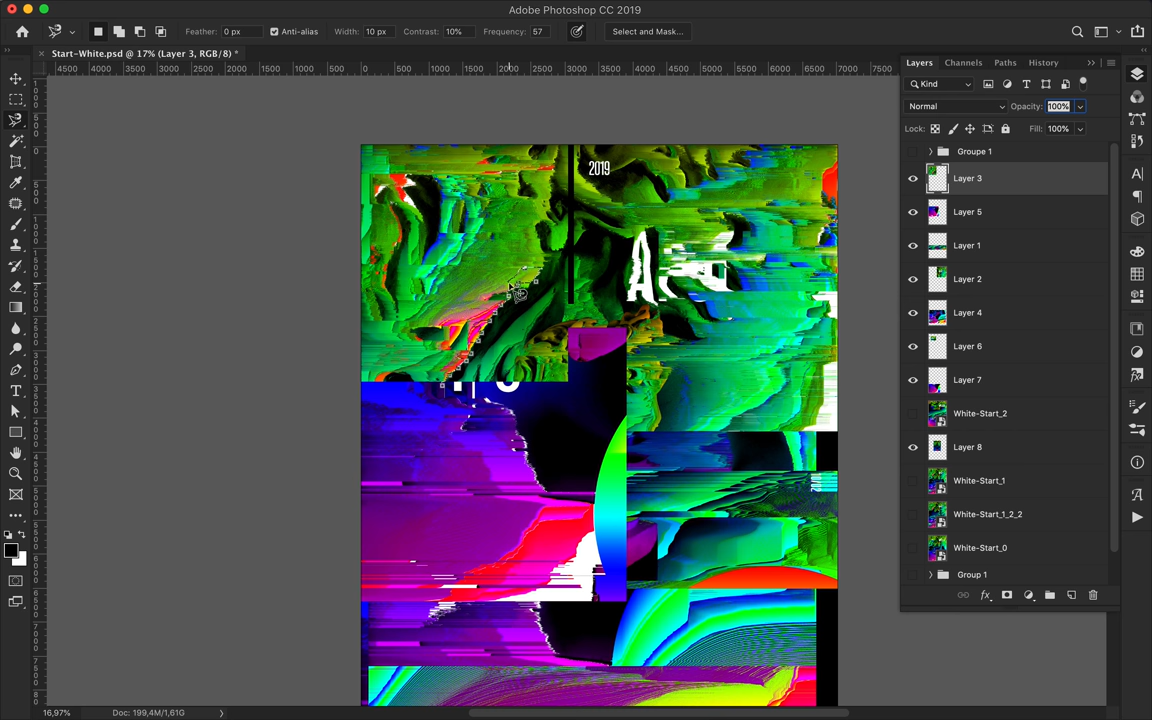 Adobe Photoshop CC 2019
Feather: 0 px Anti-alias Width: 10 px Contrast: 10% Frequency: 57 Select and Mask...
Start-White.psd @ 17% (Layer 3, RGB/8) *
4500 4000 3500 3000 2500 2000 1500 1000 500 0 500 1000 1500 2000 2500 3000 3500 4000 4500 5000 5500 6000 6500 7000 7500
Layers Channels Paths History
Kind
Normal Opacity: 100%
Lock: Fill: 100%
Groupe 1
2019
Layer 3
Layer 5
Layer 1
Layer 2
Layer 4
Layer 6
Layer 7
White-Start_2
Layer 8
White-Start_1
White-Start_1_2_2
White-Start_0
Group 1
16,97% Doc: 199,4M/1,61G